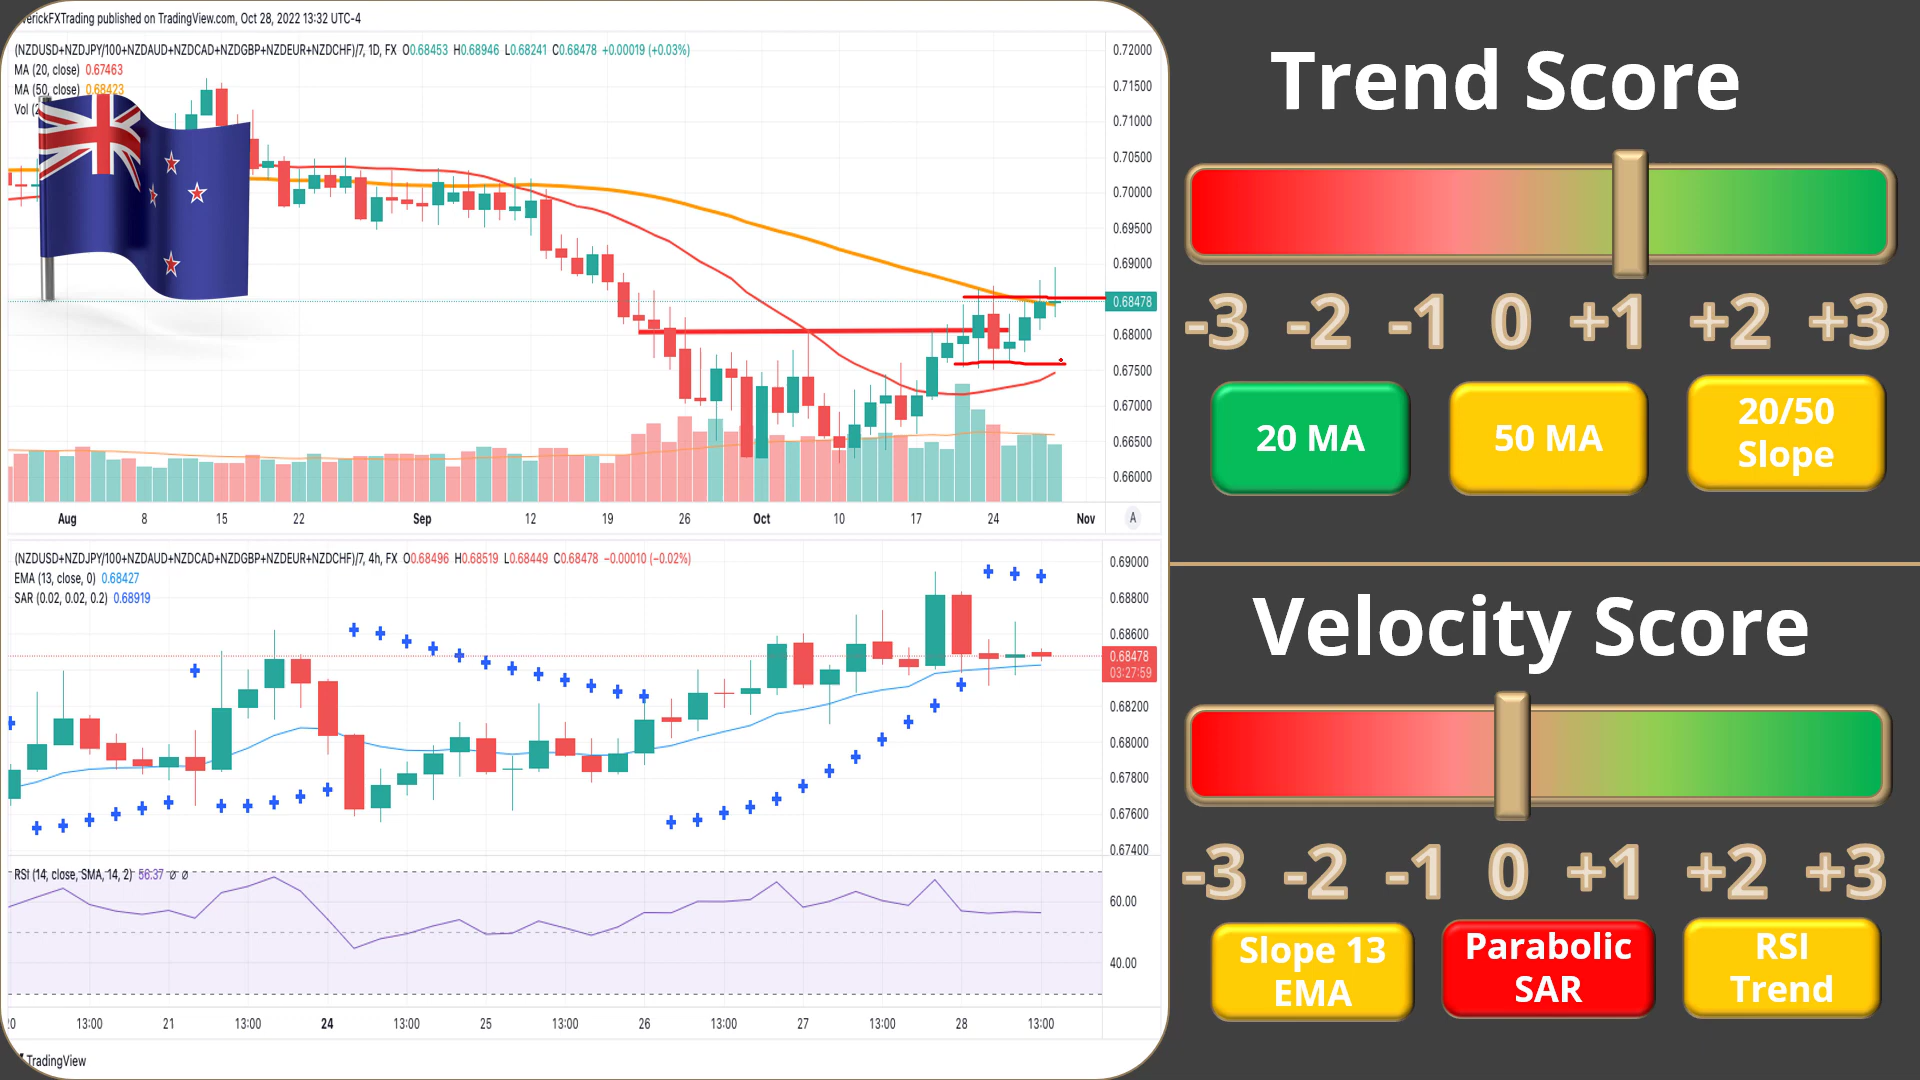 erickFXTrading published on TradingView.com, Oct 28, 2022 13:32 UTC-4
(NZDUSD+NZDJPY/100+NZDAUD+NZDCAD+NZDGBP+NZDEUR+NZDCHF)/7, 1D, FX O0.68453 H0.68946 L0.68241 C0.68478 +0.00019 (+0.03%)
MA (20, close) 0.67463
MA (50, close) 0.68423
Vol (2
0.72000
0.71500
0.71000
0.70500
0.70000
0.69500
0.69000
0.68478
0.68000
0.67500
0.67000
0.66500
0.66000
Aug 8 15 22 Sep 12 19 26 Oct 10 17 24 Nov A
(NZDUSD+NZDJPY/100+NZDAUD+NZDCAD+NZDGBP+NZDEUR+NZDCHF)/7, 4h, FX O0.68496 H0.68519 L0.68449 C0.68478 −0.00010 (−0.02%)
EMA (13, close, 0) 0.68427
SAR (0.02, 0.02, 0.2) 0.68919
0.69000
0.68800
0.68600
0.68478
03:27:59
0.68200
0.68000
0.67800
0.67600
0.67400
RSI (14, close, SMA, 14, 2) 56.37 ∅ ∅
60.00
40.00
20 13:00 21 13:00 24 13:00 25 13:00 26 13:00 27 13:00 28 13:00
TradingView
Trend Score
-3 -2 -1 0 +1 +2 +3
20 MA
50 MA
20/50
Slope
Velocity Score
-3 -2 -1 0 +1 +2 +3
Slope 13
EMA
Parabolic
SAR
RSI
Trend